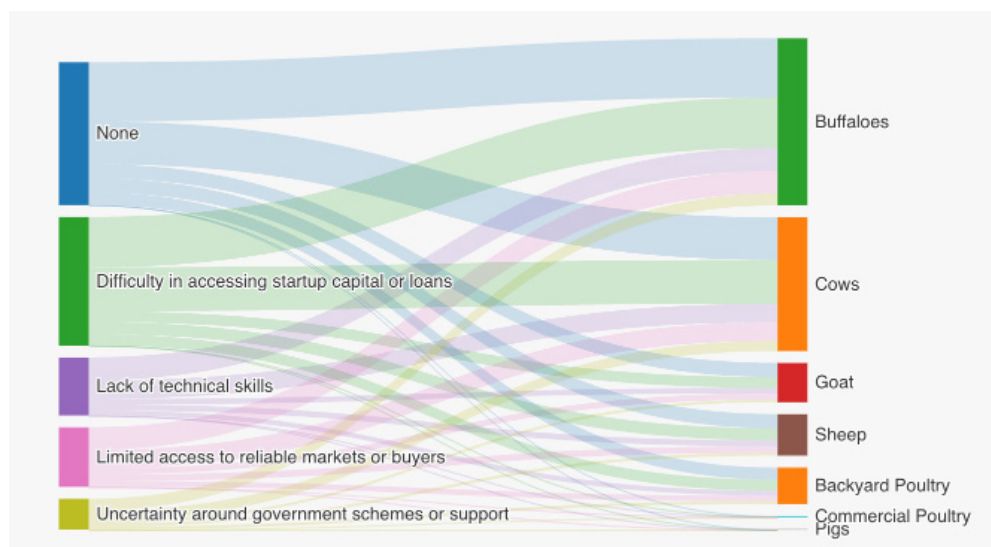 None
Difficulty in accessing startup capital or loans
Lack of technical skills
Limited access to reliable markets or buyers
Uncertainty around government schemes or support
Buffaloes
Cows
Goat
Sheep
Backyard Poultry
Commercial Poultry
Pigs